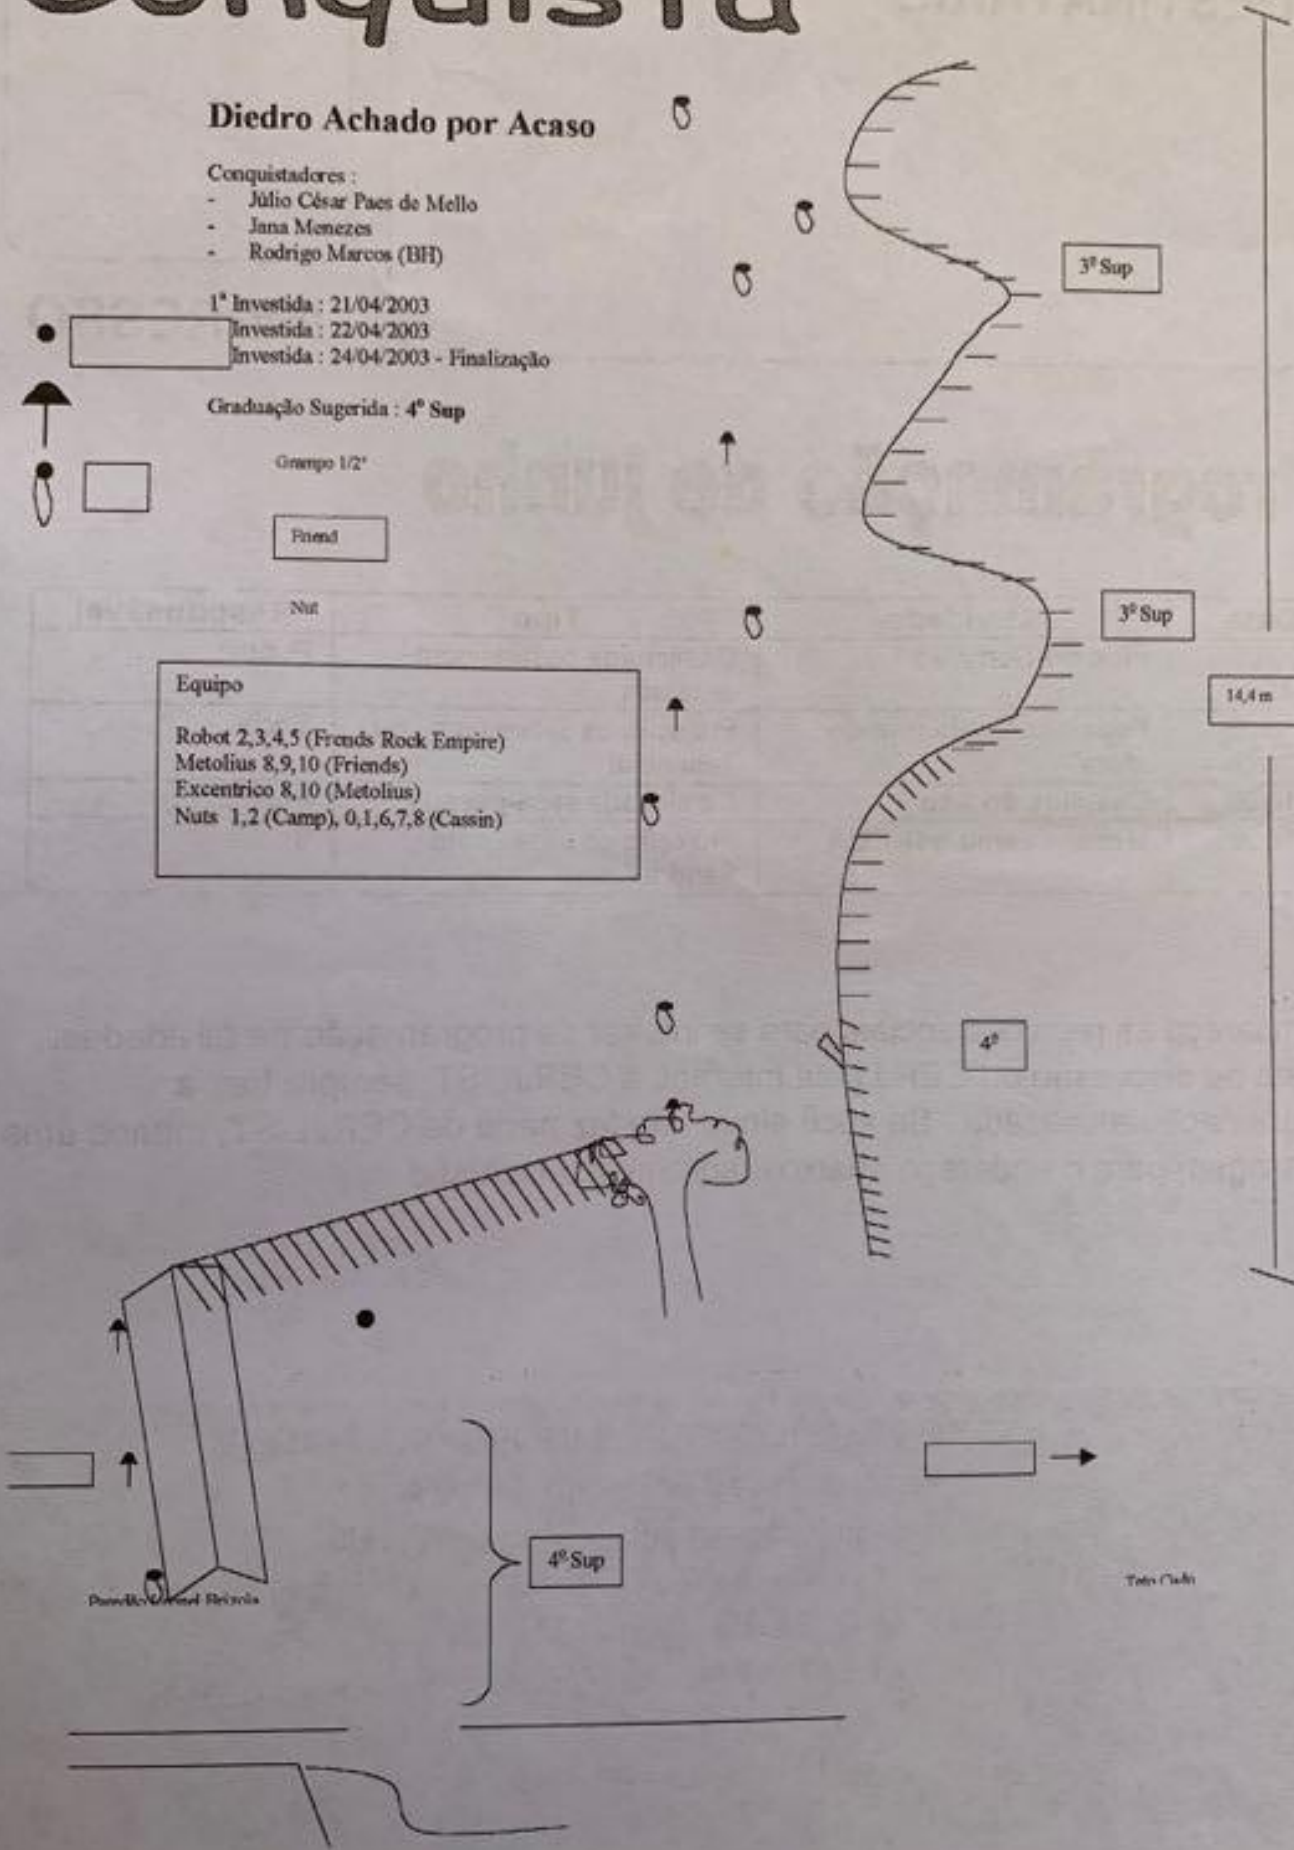 Conquista
Diedro Achado por Acaso
Conquistadores :
- Júlio César Paes de Mello
- Jana Menezes
- Rodrigo Marcos (BH)
1ª Investida : 21/04/2003
Investida : 22/04/2003
Investida : 24/04/2003 - Finalização
Graduação Sugerida : 4º Sup
Grampo 1/2"
Friend
Nut
Equipo
Robot 2,3,4,5 (Frends Rock Empire)
Metolius 8,9,10 (Friends)
Excentrico 8,10 (Metolius)
Nuts 1,2 (Camp), 0,1,6,7,8 (Cassin)
3º Sup
3º Sup
14,4 m
4º
4º Sup
Paredão
Teto